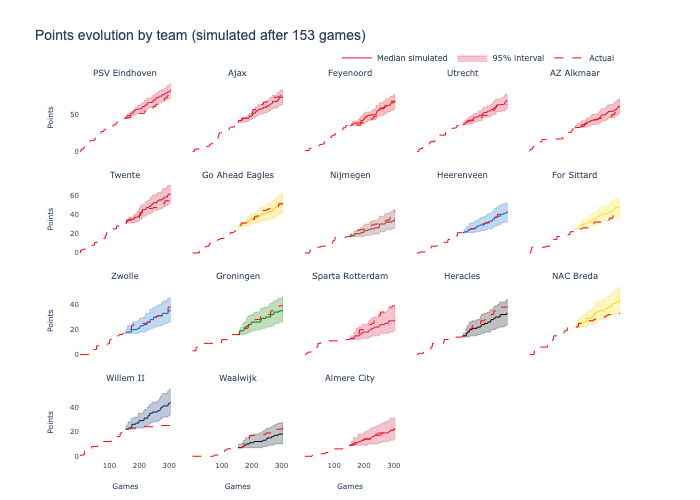 Points evolution by team (simulated after 153 games)
Median simulated 95% interval Actual
PSV Eindhoven Ajax Feyenoord Utrecht AZ Alkmaar
Points
50
0
Twente Go Ahead Eagles Nijmegen Heerenveen For Sittard
Points
60
40
20
0
Zwolle Groningen Sparta Rotterdam Heracles NAC Breda
Points
40
20
0
Willem II Waalwijk Almere City
Points
40
20
0
100 200 300 100 200 300 100 200 300
Games Games Games